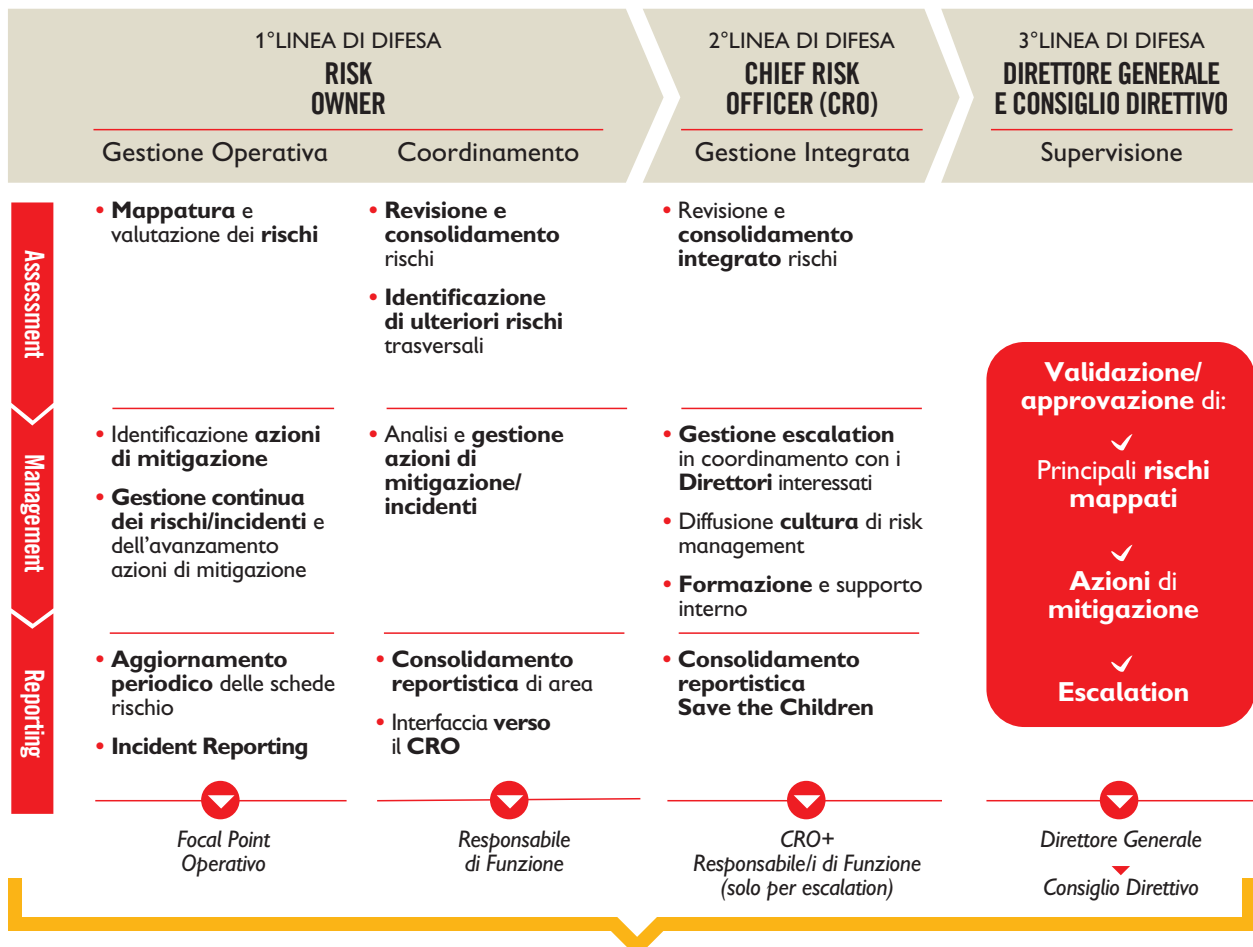 1°LINEA DI DIFESA
RISK
OWNER
Gestione Operativa
Coordinamento
2°LINEA DI DIFESA
CHIEF RISK
OFFICER (CRO)
Gestione Integrata
3°LINEA DI DIFESA
DIRETTORE GENERALE
E CONSIGLIO DIRETTIVO
Supervisione
Assessment
• Mappatura e
valutazione dei rischi
• Revisione e
consolidamento
rischi
• Identificazione
di ulteriori rischi
trasversali
• Revisione e
consolidamento
integrato rischi
Management
• Identificazione azioni
di mitigazione
• Gestione continua
dei rischi/incidenti e
dell'avanzamento
azioni di mitigazione
• Analisi e gestione
azioni di
mitigazione/
incidenti
• Gestione escalation
in coordinamento con i
Direttori interessati
• Diffusione cultura di risk
management
• Formazione e supporto
interno
Reporting
• Aggiornamento
periodico delle schede
rischio
• Incident Reporting
• Consolidamento
reportistica di area
• Interfaccia verso
il CRO
• Consolidamento
reportistica
Save the Children
Validazione/
approvazione di:
✓
Principali rischi
mappati
✓
Azioni di
mitigazione
✓
Escalation
Focal Point
Operativo
Responsabile
di Funzione
CRO+
Responsabile/i di Funzione
(solo per escalation)
Direttore Generale
Consiglio Direttivo